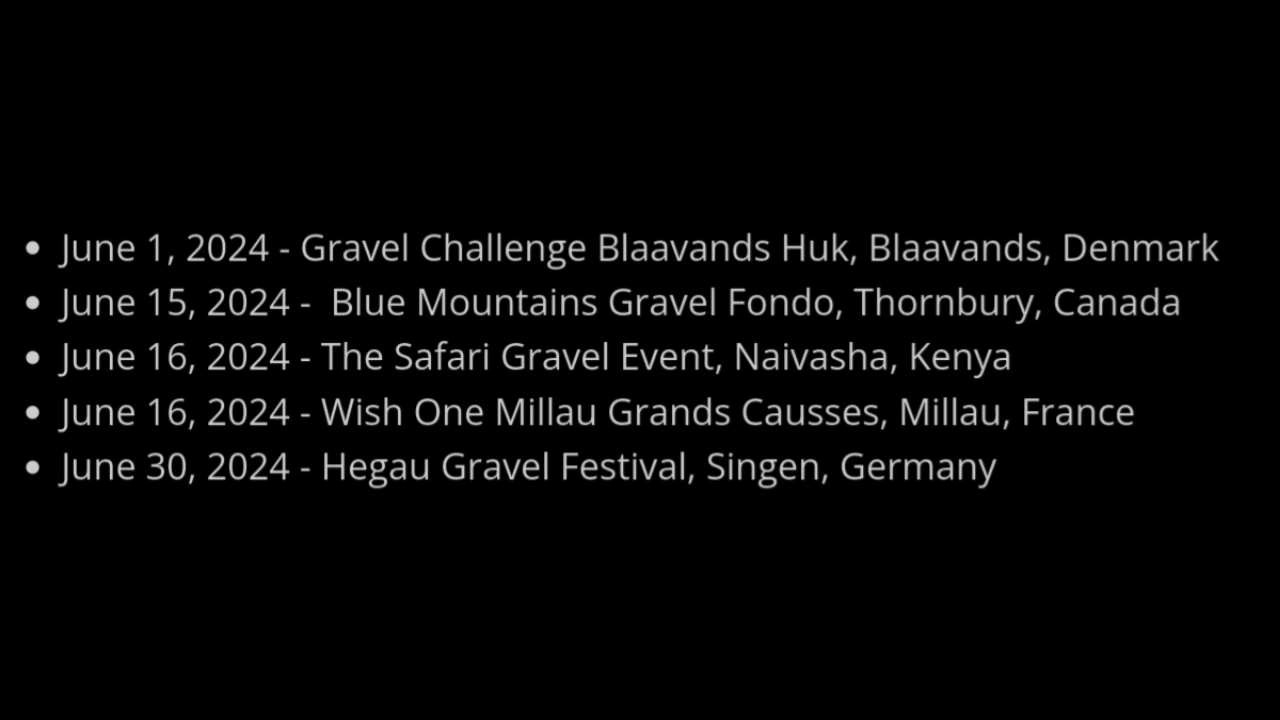 • June 1, 2024 - Gravel Challenge Blaavands Huk, Blaavands, Denmark
• June 15, 2024 -  Blue Mountains Gravel Fondo, Thornbury, Canada
• June 16, 2024 - The Safari Gravel Event, Naivasha, Kenya
• June 16, 2024 - Wish One Millau Grands Causses, Millau, France
• June 30, 2024 - Hegau Gravel Festival, Singen, Germany